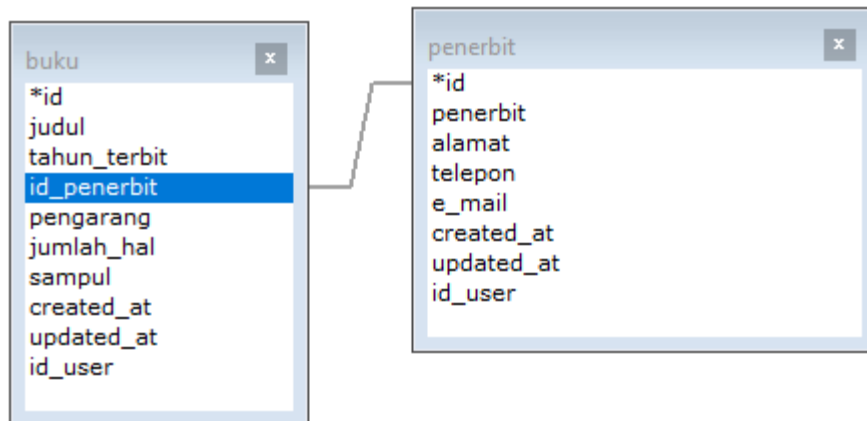 buku
*id
judul
tahun_terbit
id_penerbit
pengarang
jumlah_hal
sampul
created_at
updated_at
id_user
penerbit
*id
penerbit
alamat
telepon
e_mail
created_at
updated_at
id_user